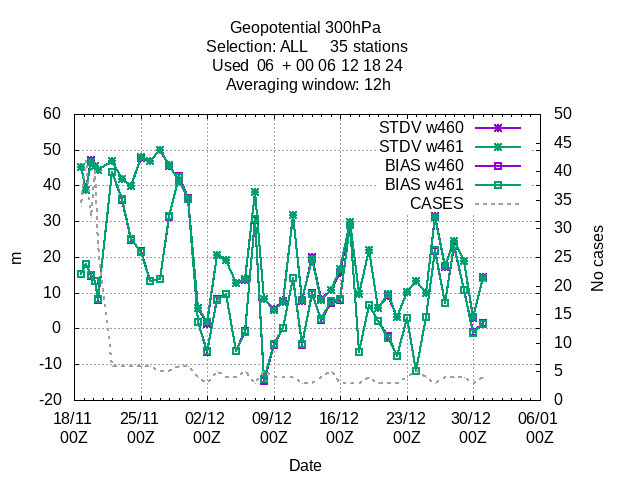 Geopotential 300hPa
Selection: ALL     35 stations
Used  06  + 00 06 12 18 24
Averaging window: 12h
STDV w460
STDV w461
BIAS w460
BIAS w461
CASES
60
50
40
30
20
10
0
-10
-20
m
50
45
40
35
30
25
20
15
10
5
0
No cases
18/11 25/11 02/12 09/12 16/12 23/12 30/12 06/01
00Z 00Z 00Z 00Z 00Z 00Z 00Z 00Z
Date